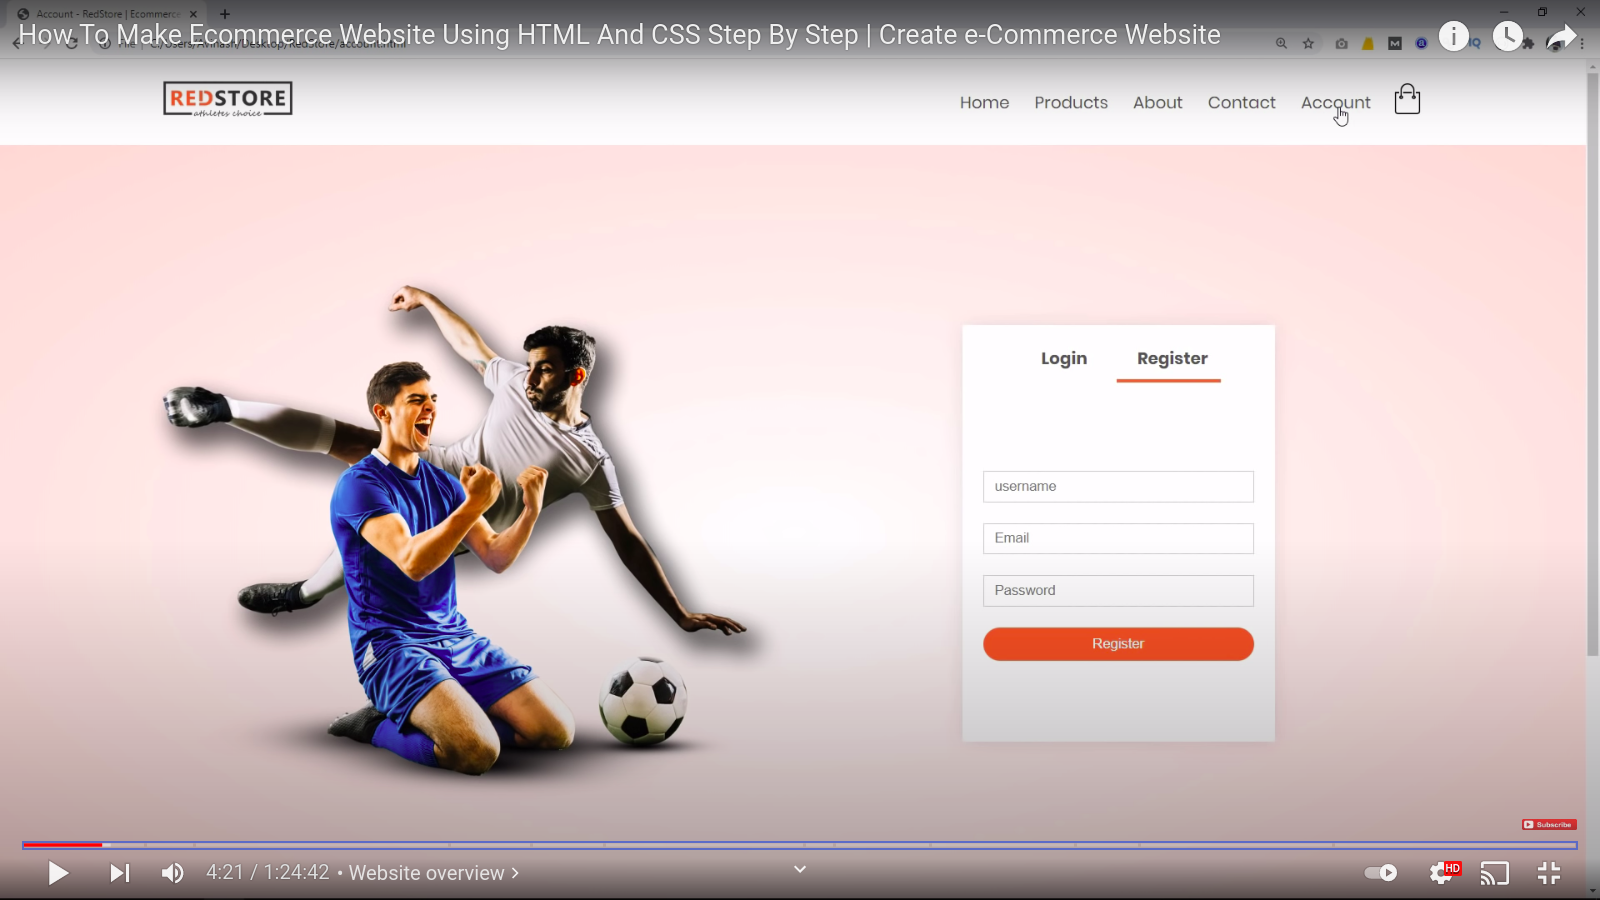 Account - RedStore | Ecommerce
How To Make Ecommerce Website Using HTML And CSS Step By Step | Create e-Commerce Website
REDSTORE
athletes choice
Home Products About Contact Account
Login Register
username
Email
Password
Register
Subscribe
4:21 / 1:24:42 • Website overview
HD